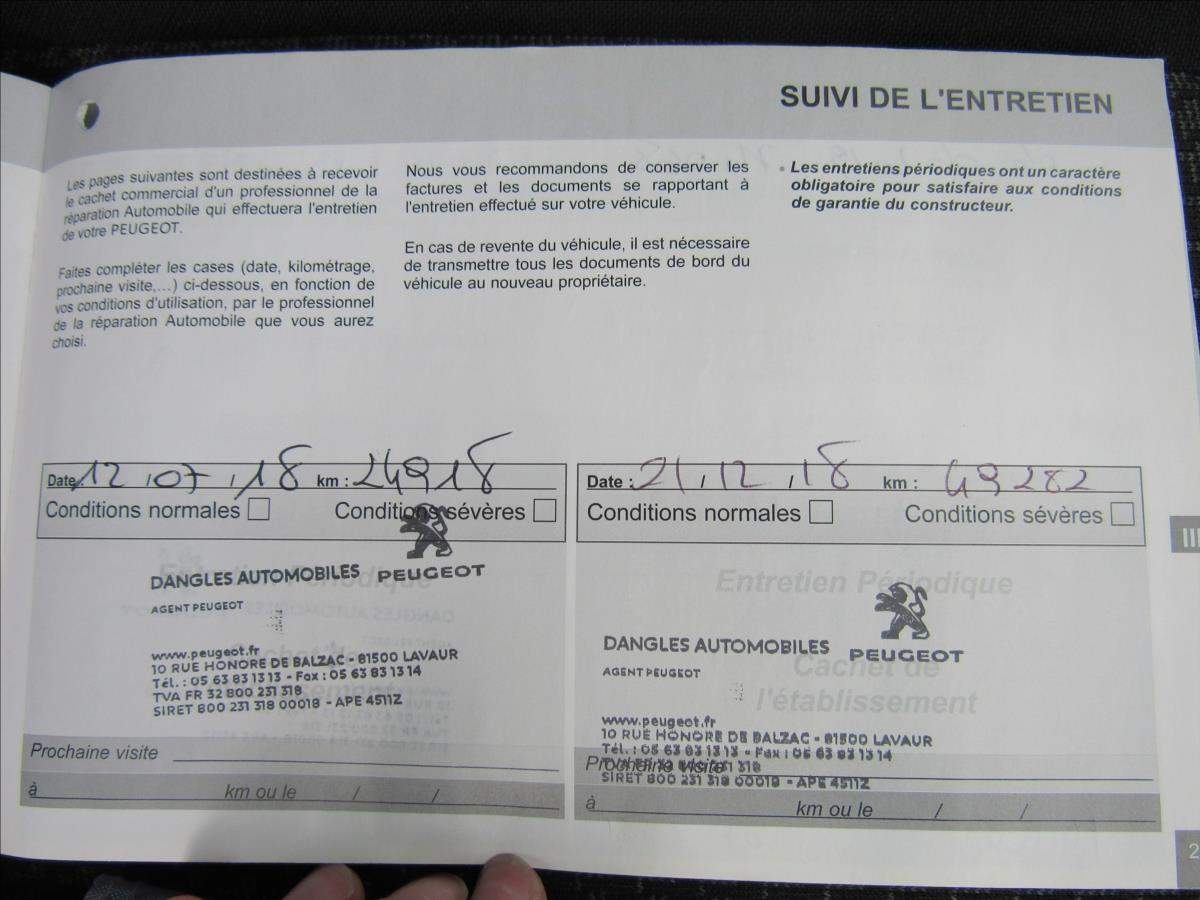 SUIVI DE L'ENTRETIEN
Les pages suivantes sont destinées à recevoir
le cachet commercial d'un professionnel de la
réparation Automobile qui effectuera l'entretien
de votre PEUGEOT.
Faites compléter les cases (date, kilométrage,
prochaine visite,...) ci-dessous, en fonction de
vos conditions d'utilisation, par le professionnel
de la réparation Automobile que vous aurez
choisi.
Nous vous recommandons de conserver les
factures et les documents se rapportant à
l'entretien effectué sur votre véhicule.
En cas de revente du véhicule, il est nécessaire
de transmettre tous les documents de bord du
véhicule au nouveau propriétaire.
• Les entretiens périodiques ont un caractère
obligatoire pour satisfaire aux conditions
de garantie du constructeur.
Date : 12 / 07 / 18 km : 24918
Conditions normales Conditions sévères
DANGLES AUTOMOBILES PEUGEOT
AGENT PEUGEOT
www.peugeot.fr
10 RUE HONORE DE BALZAC - 81500 LAVAUR
Tél. : 05 63 83 13 13 - Fax : 05 63 83 13 14
TVA FR 32 800 231 318
SIRET 800 231 318 00018 - APE 4511Z
Prochaine visite
à km ou le / /
Date : 21 / 12 / 18 km : 49282
Conditions normales Conditions sévères
Entretien Périodique
DANGLES AUTOMOBILES PEUGEOT
AGENT PEUGEOT
Cachet de
l'établissement
www.peugeot.fr
10 RUE HONORE DE BALZAC - 81500 LAVAUR
Tél. : 05 63 83 13 13 - Fax : 05 63 83 13 14
Prochaine visite
SIRET 800 231 318 00018 - APE 4511Z
à km ou le / /
III
2